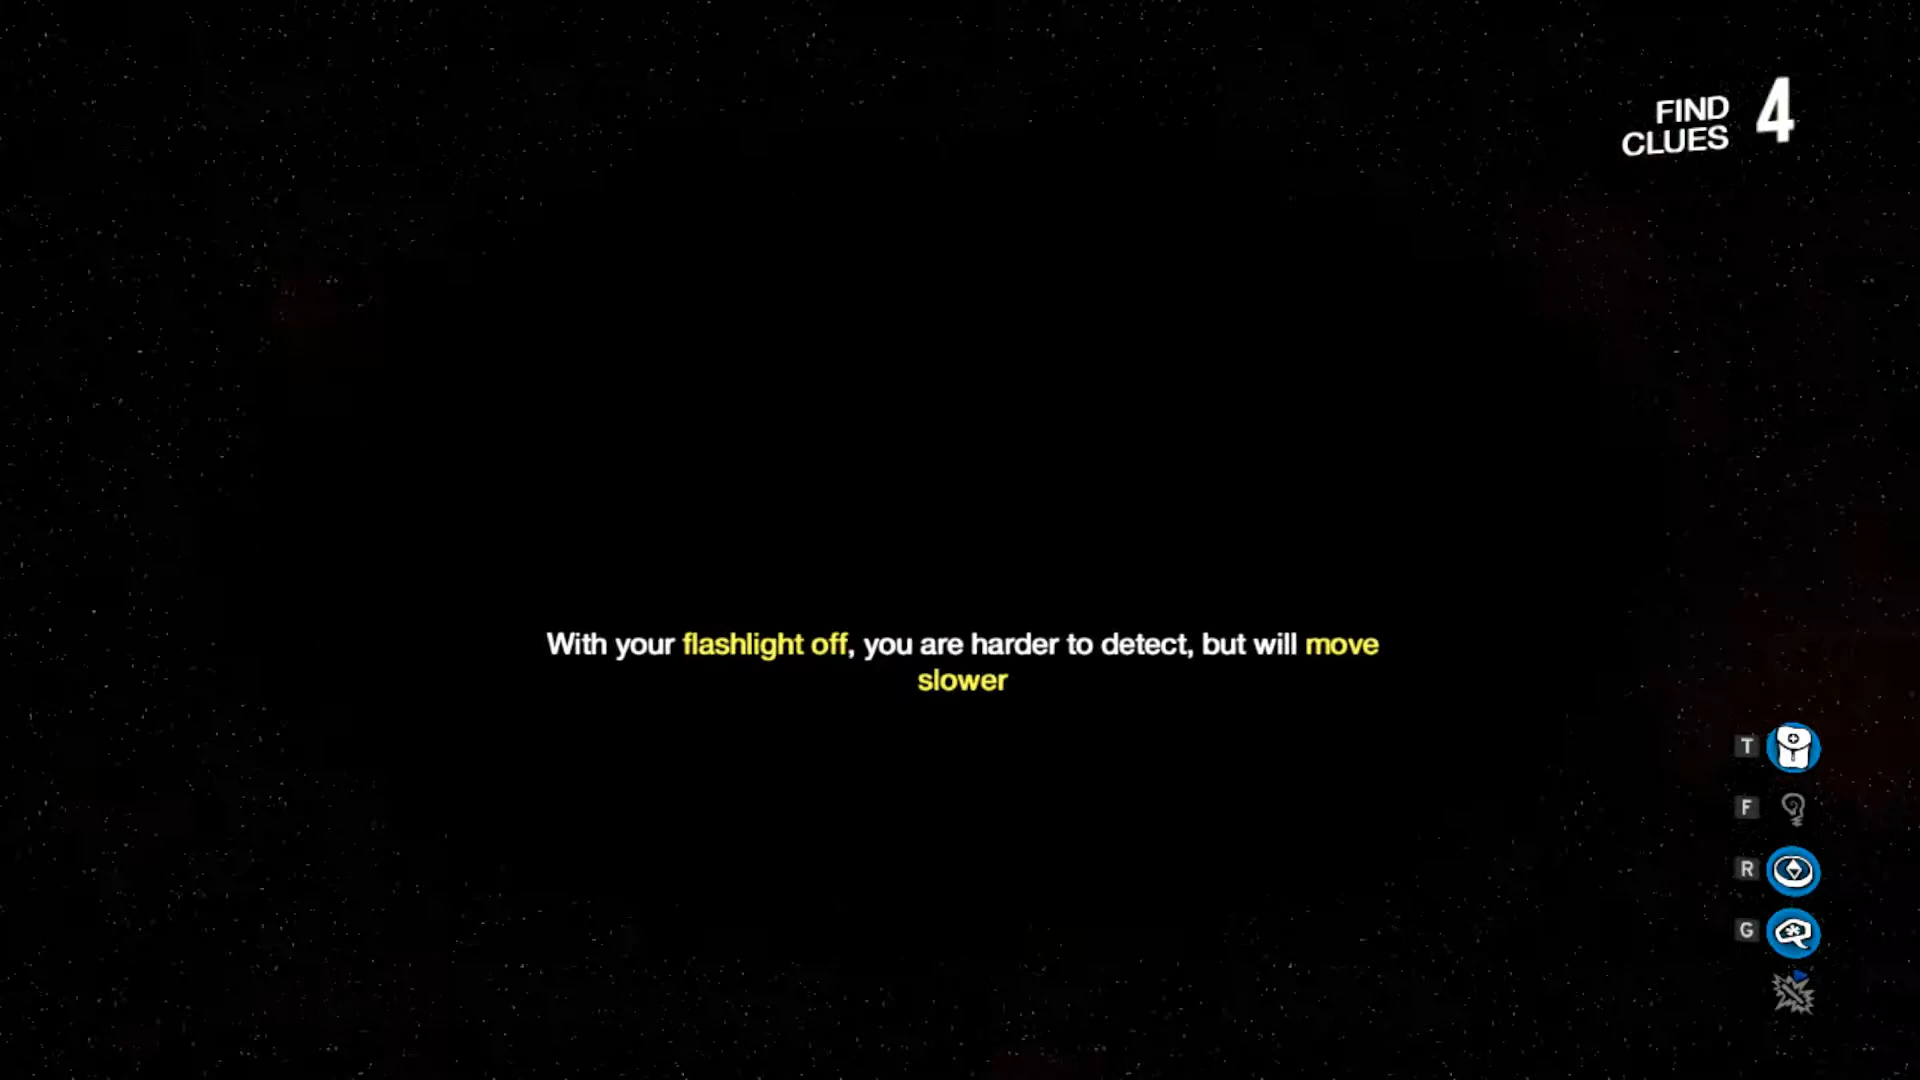 FIND
CLUES
4
With your flashlight off, you are harder to detect, but will move
slower
T
F
R
G